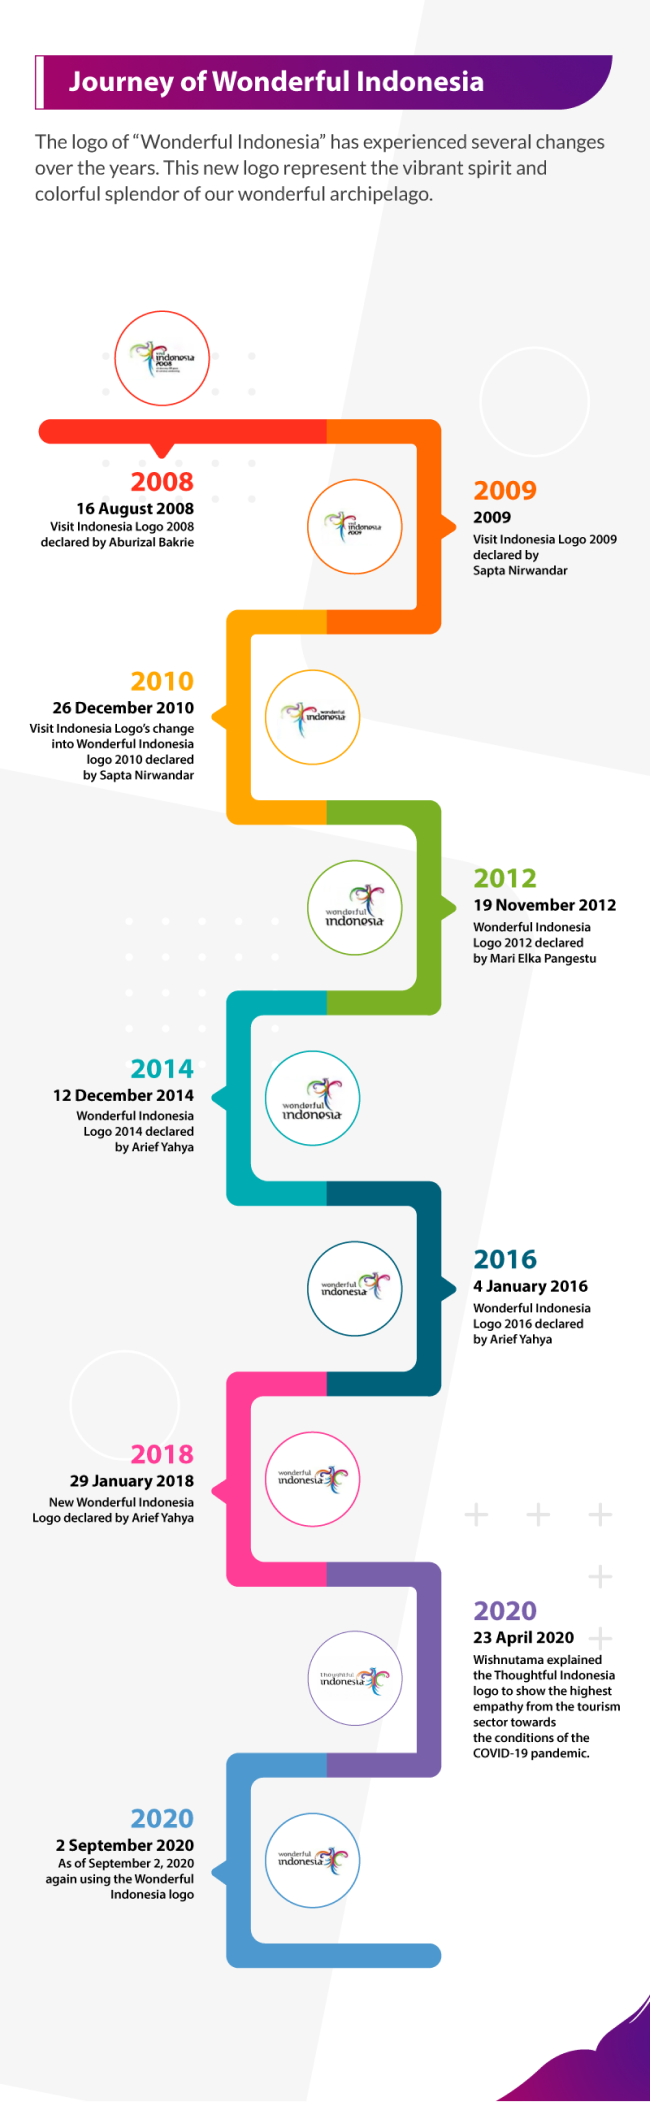 Journey of Wonderful Indonesia
The logo of “Wonderful Indonesia” has experienced several changes
over the years. This new logo represent the vibrant spirit and
colorful splendor of our wonderful archipelago.
visit
indonesia
2008
2008
16 August 2008
Visit Indonesia Logo 2008
declared by Aburizal Bakrie
visit
indonesia
2009
2009
2009
Visit Indonesia Logo 2009
declared by
Sapta Nirwandar
2010
26 December 2010
Visit Indonesia Logo’s change
into Wonderful Indonesia
logo 2010 declared
by Sapta Nirwandar
wonderful
indonesia
wonderful
indonesia
2012
19 November 2012
Wonderful Indonesia
Logo 2012 declared
by Mari Elka Pangestu
2014
12 December 2014
Wonderful Indonesia
Logo 2014 declared
by Arief Yahya
wonderful
indonesia
wonderful
indonesia
2016
4 January 2016
Wonderful Indonesia
Logo 2016 declared
by Arief Yahya
2018
29 January 2018
New Wonderful Indonesia
Logo declared by Arief Yahya
wonderful
indonesia
thoughtful
indonesia
2020
23 April 2020
Wishnutama explained
the Thoughtful Indonesia
logo to show the highest
empathy from the tourism
sector towards
the conditions of the
COVID-19 pandemic.
2020
2 September 2020
As of September 2, 2020
again using the Wonderful
Indonesia logo
wonderful
indonesia